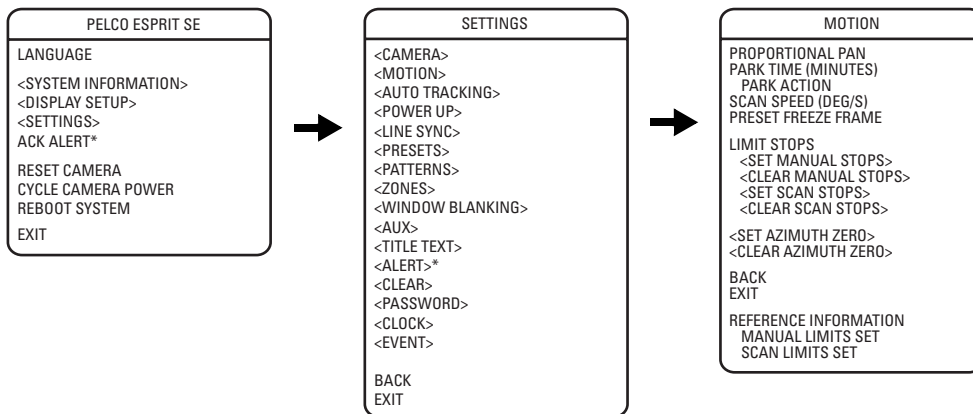 PELCO ESPRIT SE
LANGUAGE
<SYSTEM INFORMATION>
<DISPLAY SETUP>
<SETTINGS>
ACK ALERT*
RESET CAMERA
CYCLE CAMERA POWER
REBOOT SYSTEM
EXIT
SETTINGS
<CAMERA>
<MOTION>
<AUTO TRACKING>
<POWER UP>
<LINE SYNC>
<PRESETS>
<PATTERNS>
<ZONES>
<WINDOW BLANKING>
<AUX>
<TITLE TEXT>
<ALERT>*
<CLEAR>
<PASSWORD>
<CLOCK>
<EVENT>
BACK
EXIT
MOTION
PROPORTIONAL PAN
PARK TIME (MINUTES)
PARK ACTION
SCAN SPEED (DEG/S)
PRESET FREEZE FRAME
LIMIT STOPS
<SET MANUAL STOPS>
<CLEAR MANUAL STOPS>
<SET SCAN STOPS>
<CLEAR SCAN STOPS>
<SET AZIMUTH ZERO>
<CLEAR AZIMUTH ZERO>
BACK
EXIT
REFERENCE INFORMATION
MANUAL LIMITS SET
SCAN LIMITS SET